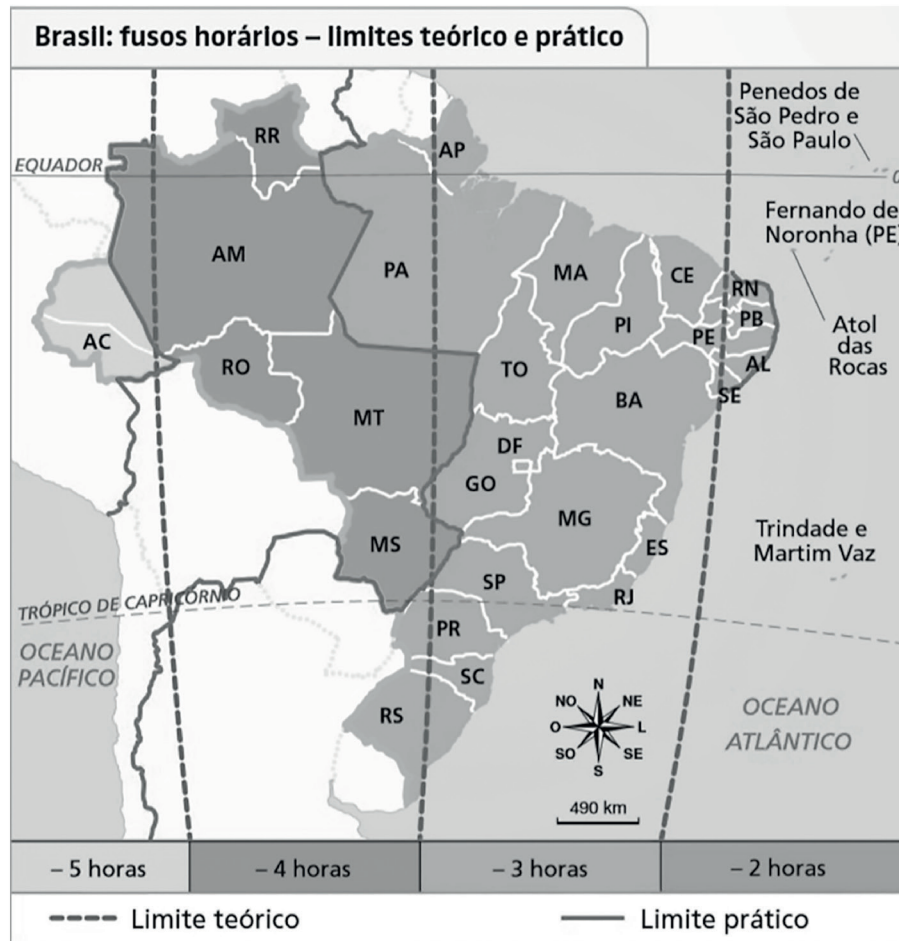 Brasil: fusos horários – limites teórico e prático
Penedos de
São Pedro e
São Paulo
RR
AP
EQUADOR
0
Fernando de
Noronha (PE)
AM
PA
MA
CE
RN
PB
PI
PE
Atol
das
Rocas
AC
RO
TO
AL
SE
BA
MT
DF
GO
MG
MS
ES
Trindade e
Martim Vaz
SP
RJ
TRÓPICO DE CAPRICÓRNIO
PR
OCEANO
PACÍFICO
SC
RS
N
NO NE
O L
SO SE
S
OCEANO
ATLÂNTICO
490 km
– 5 horas
– 4 horas
– 3 horas
– 2 horas
Limite teórico
Limite prático